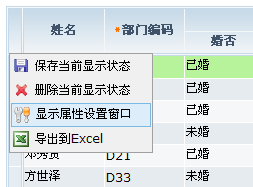 姓名 *部门编码
婚否
保存当前显示状态 已婚
删除当前显示状态 已婚
显示属性设置窗口 已婚
导出到Excel 未婚
邓秀贤 D21 已婚
方世泽 D33 未婚